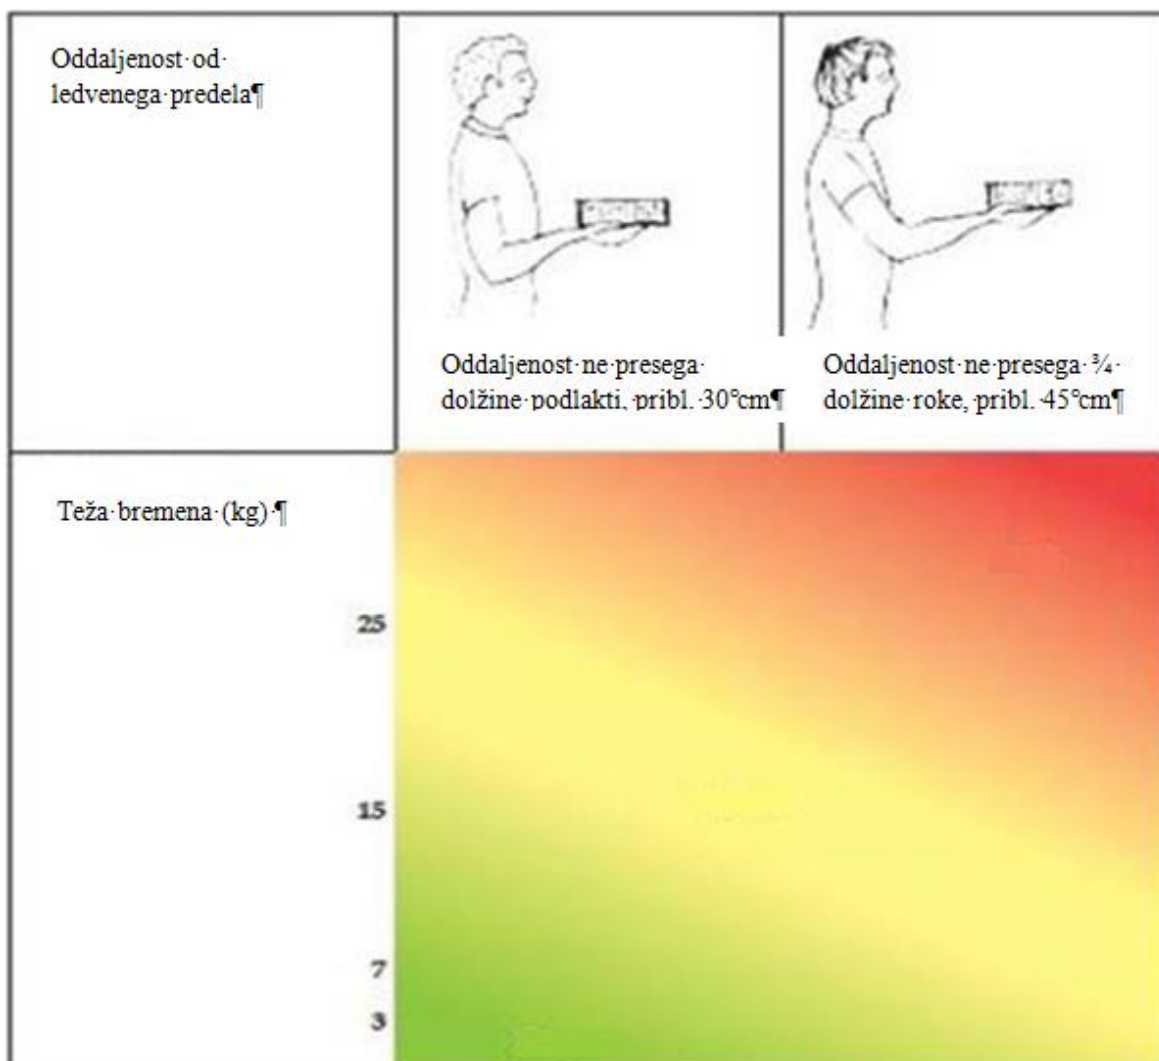 Oddaljenost·od·
ledvenega·predela¶
Oddaljenost·ne·presega·
dolžine·podlakti,·pribl.·30°cm¶
Oddaljenost·ne·presega·¾·
dolžine·roke,·pribl.·45°cm¶
Teža·bremena·(kg)·¶
25
15
7
3